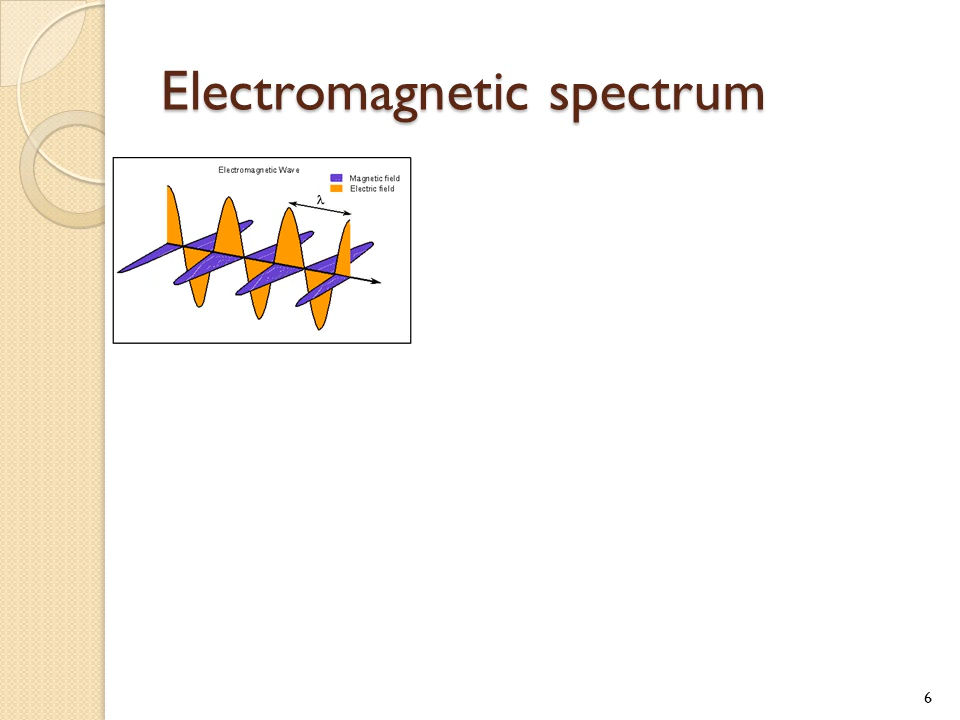 Electromagnetic spectrum
Electromagnetic Wave
Magnetic field
Electric field
λ
6